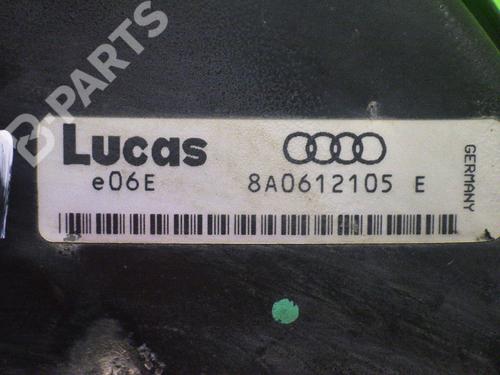 B-PARTS
Lucas
e06E 8A0612105 E
GERMANY